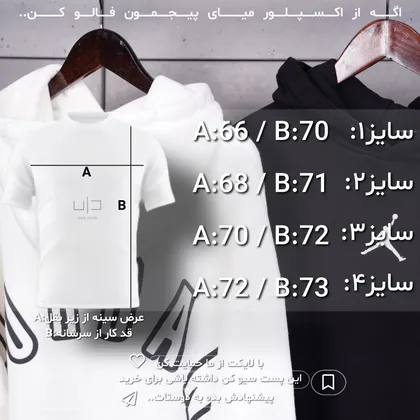 اگه از اکسپلور میای پیجمون فالو کن..
سایز۱: A:66 / B:70
سایز۲: A:68 / B:71
سایز۳: A:70 / B:72
سایز۴: A:72 / B:73
A
B
عرض سینه از زیر بغل:A
قد کار از سرشانه:B
با لایکت از ما حمایت کن
این پست سیو کن داشته باشی برای خرید
پیشنهادش بده به دوستات..